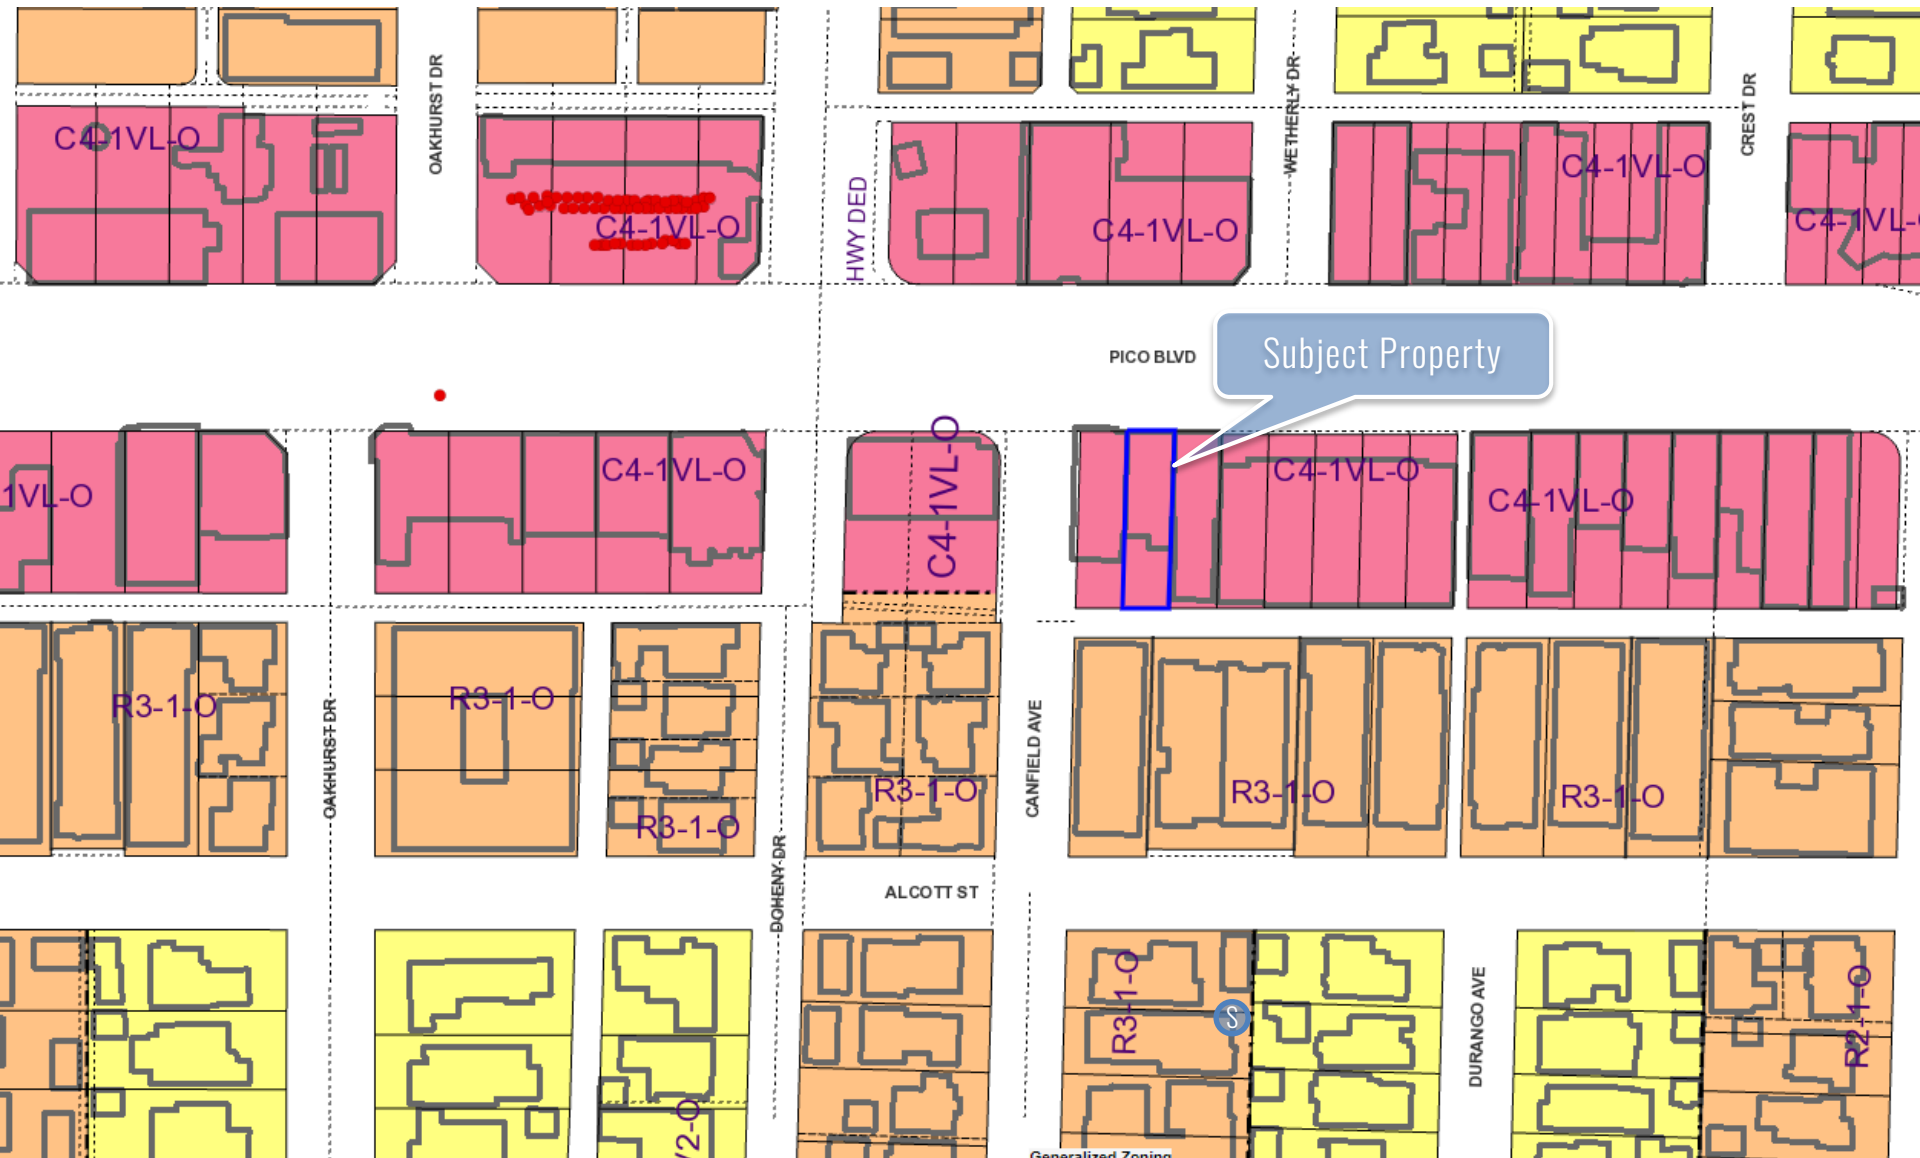 OAKHURST DR
WETHERLY DR
CREST DR
C4-1VL-O
C4-1VL-O
HWY DED
C4-1VL-O
C4-1VL-O
C4-1VL-
PICO BLVD
Subject Property
1VL-O
C4-1VL-O
C4-1VL-O
C4-1VL-O
C4-1VL-O
R3-1-O
OAKHURST DR
R3-1-O
R3-1-O
DOHENY DR
R3-1-O
CANFIELD AVE
R3-1-O
R3-1-O
ALCOTT ST
R3-1-O
S
DURANGO AVE
R2-1-O
V2-O
Generalized Zoning